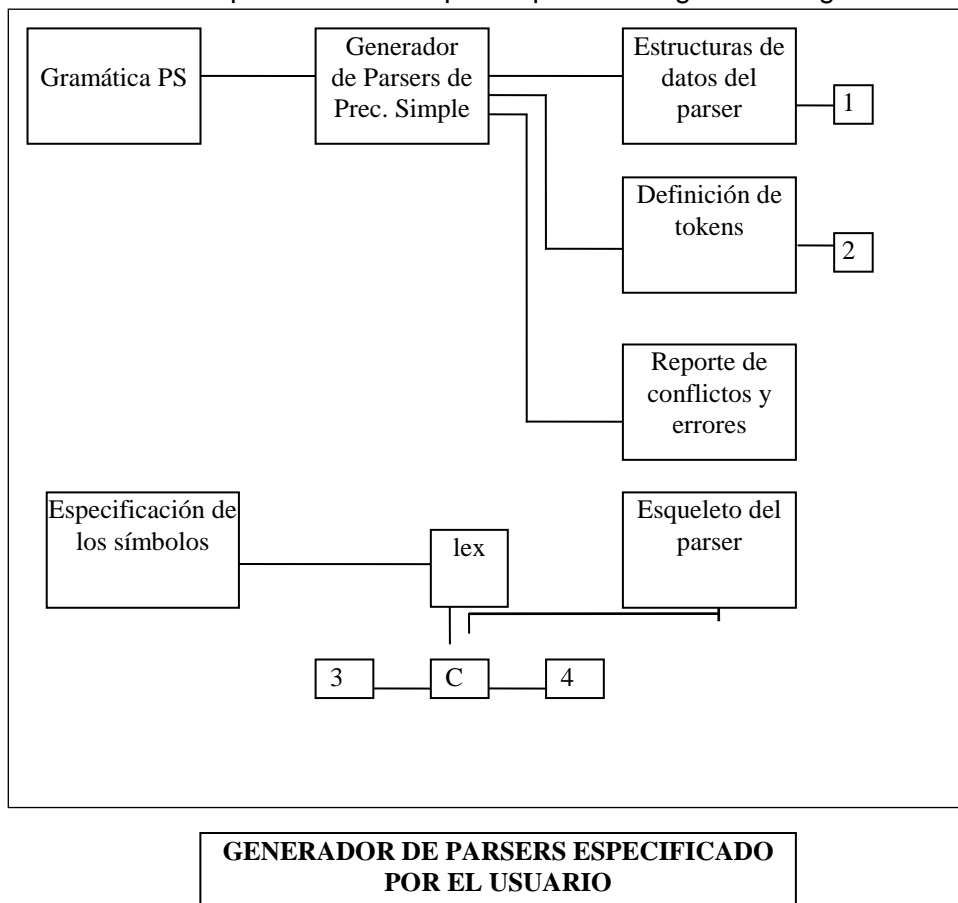 Gramática PS
Generador
de Parsers de
Prec. Simple
Estructuras de
datos del
parser
1
Definición de
tokens
2
Reporte de
conflictos y
errores
Especificación de
los símbolos
lex
Esqueleto del
parser
3
C
4
GENERADOR DE PARSERS ESPECIFICADO
POR EL USUARIO